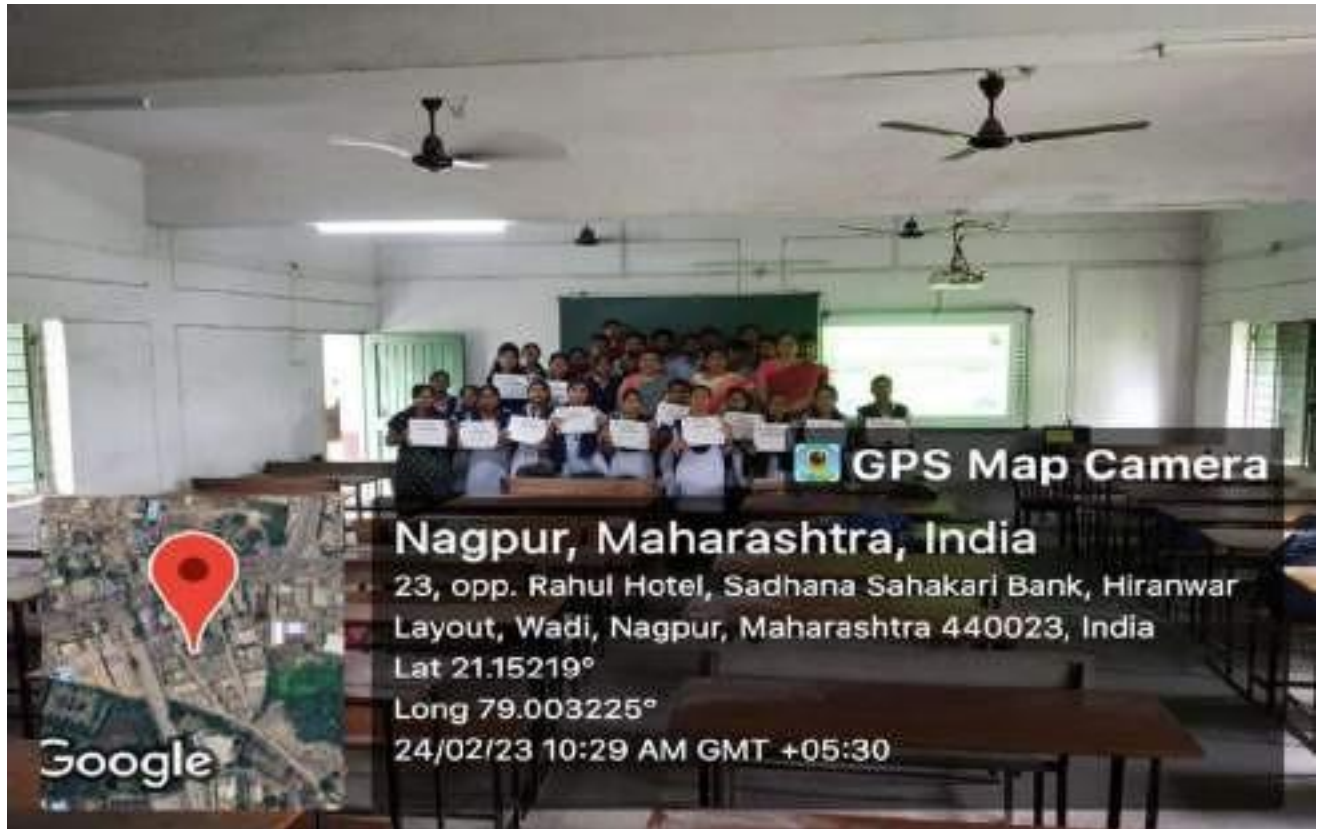 GPS Map Camera
Nagpur, Maharashtra, India
23, opp. Rahul Hotel, Sadhana Sahakari Bank, Hiranwar
Layout, Wadi, Nagpur, Maharashtra 440023, India
Lat 21.15219°
Long 79.003225°
24/02/23 10:29 AM GMT +05:30
Google